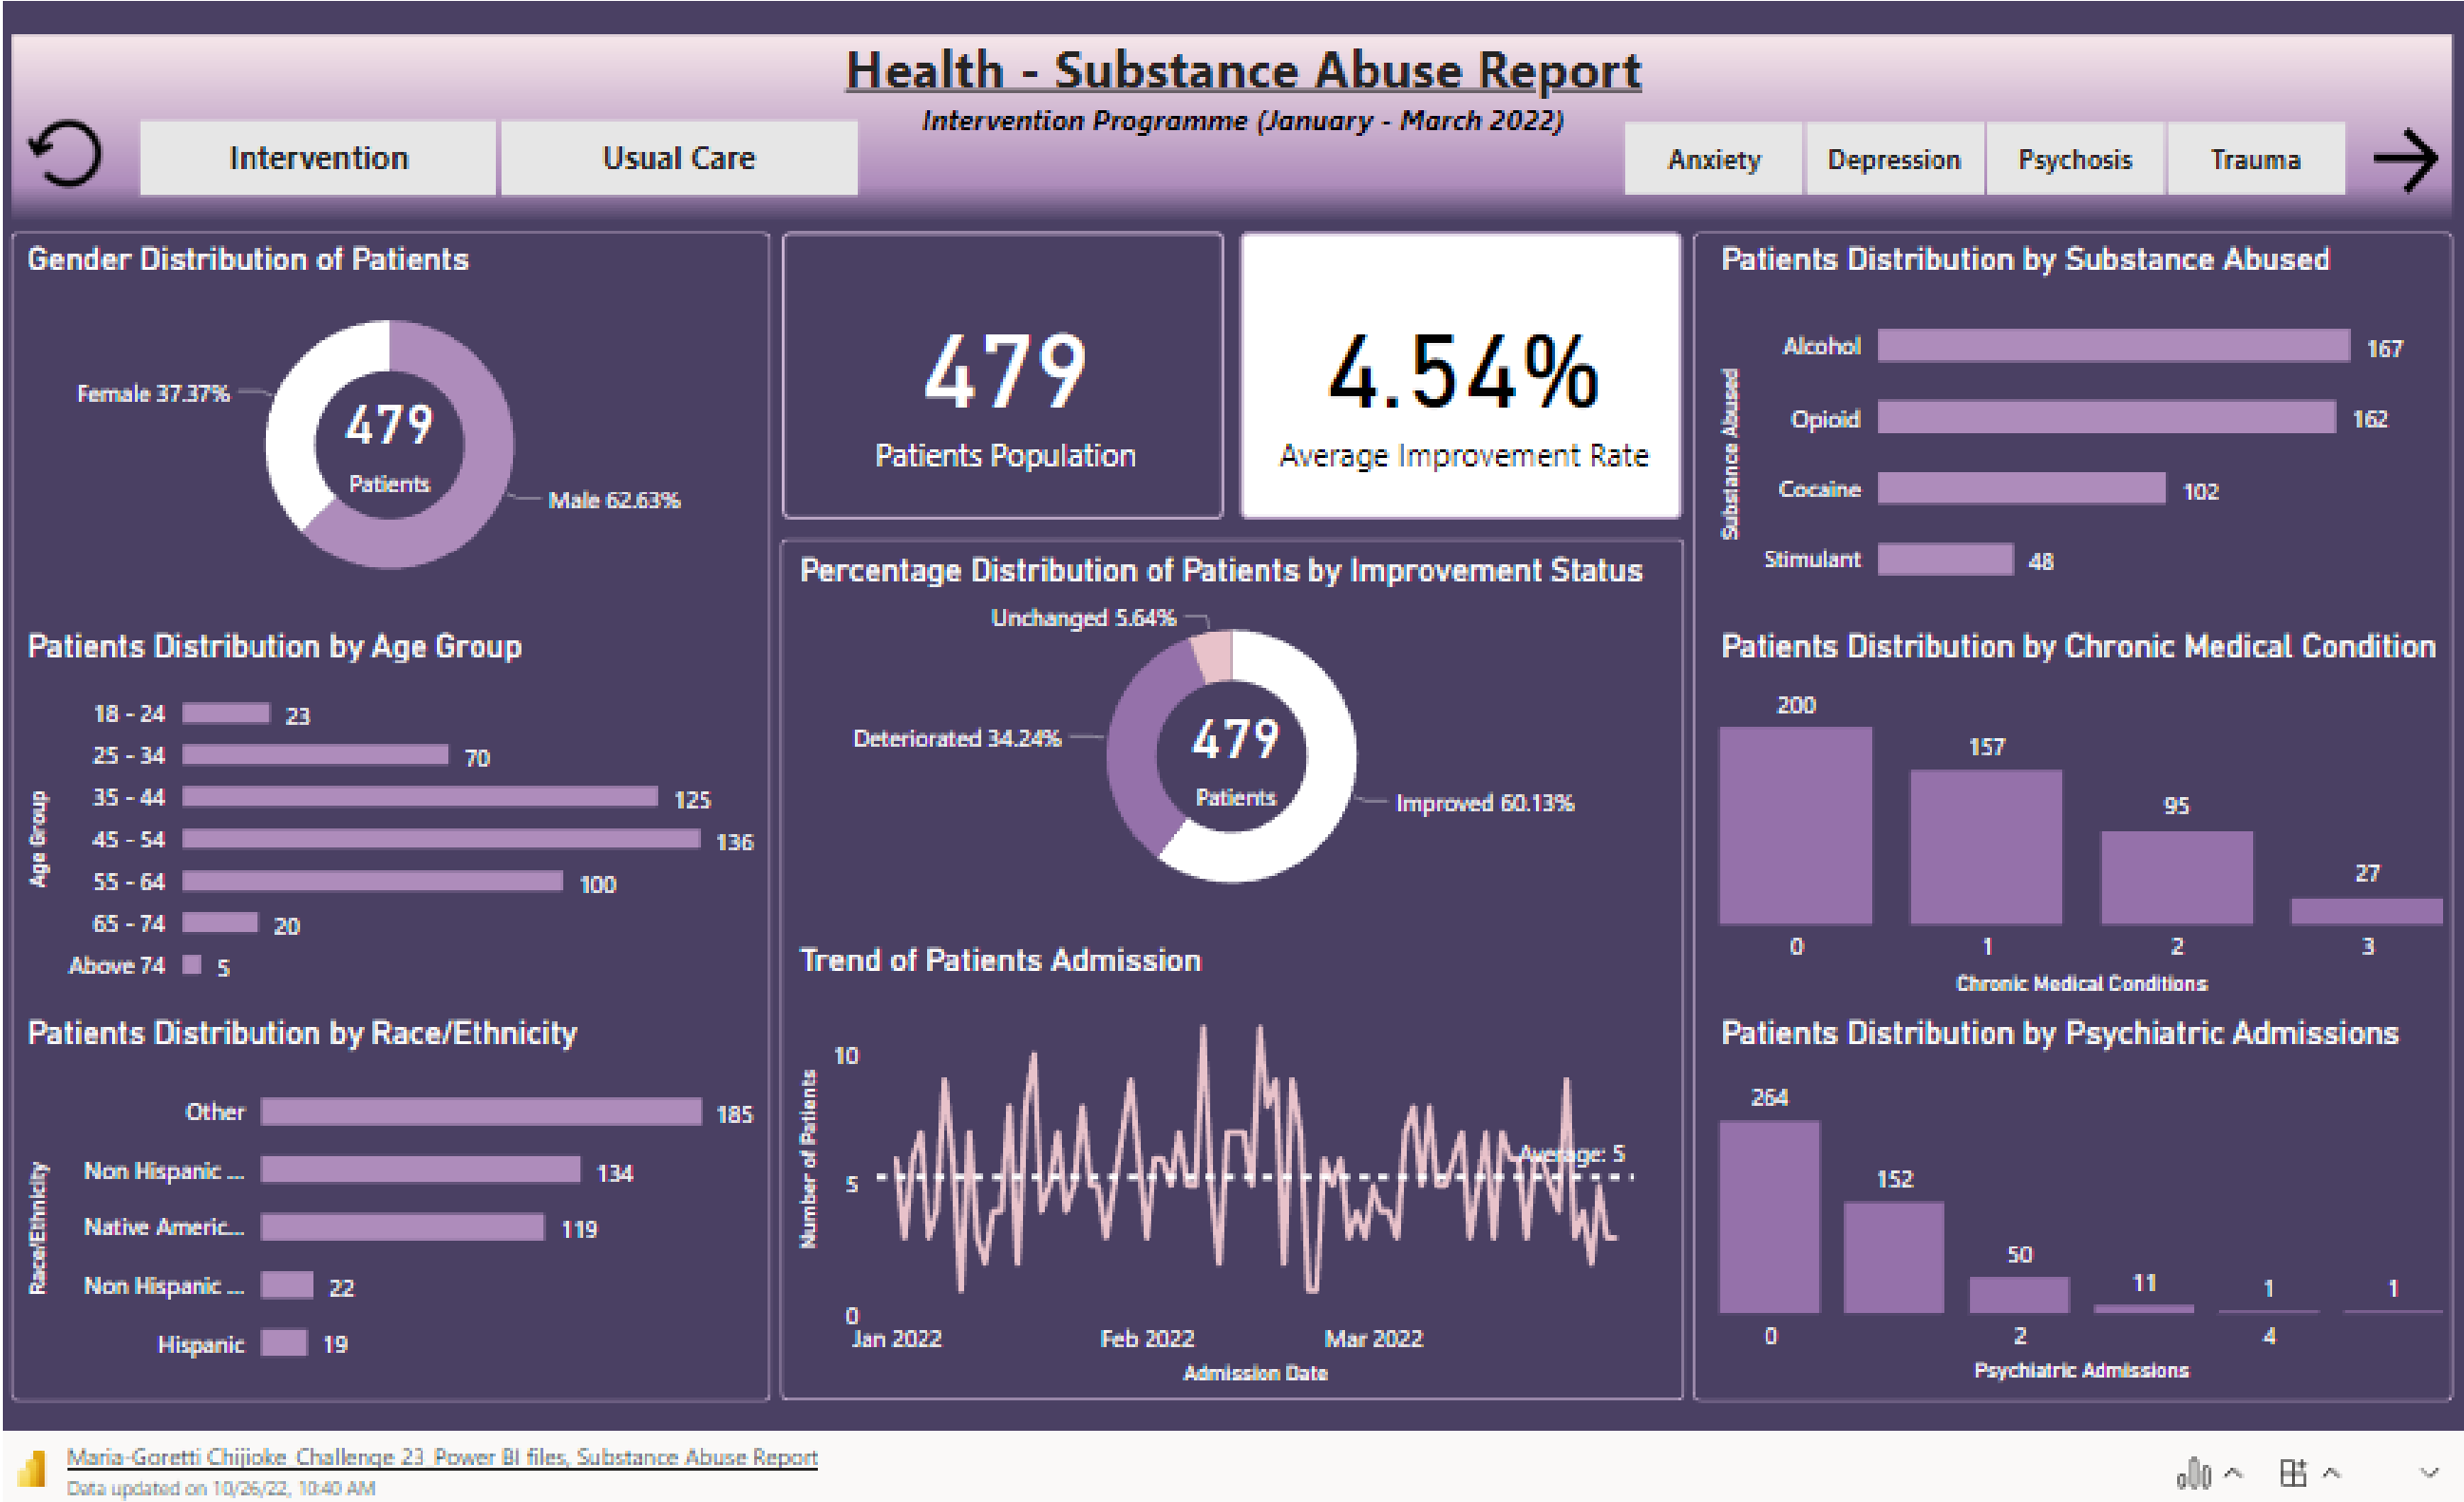 Health - Substance Abuse Report
Intervention Programme (January - March 2022)
Intervention
Usual Care
Anxiety
Depression
Psychosis
Trauma
Gender Distribution of Patients
Female 37.37%
479
Patients
Male 62.63%
Patients Distribution by Age Group
Age Group
18 - 24 23
25 - 34 70
35 - 44 125
45 - 54 136
55 - 64 100
65 - 74 20
Above 74 5
Patients Distribution by Race/Ethnicity
Race/Ethnicity
Other 185
Non Hispanic ... 134
Native Americ... 119
Non Hispanic ... 22
Hispanic 19
479
Patients Population
4.54%
Average Improvement Rate
Percentage Distribution of Patients by Improvement Status
Unchanged 5.64%
Deteriorated 34.24%
479
Patients
Improved 60.13%
Trend of Patients Admission
Number of Patients
10
5
0
Average: 5
Jan 2022 Feb 2022 Mar 2022
Admission Date
Patients Distribution by Substance Abused
Substance Abused
Alcohol 167
Opioid 162
Cocaine 102
Stimulant 48
Patients Distribution by Chronic Medical Condition
200 157 95 27
0 1 2 3
Chronic Medical Conditions
Patients Distribution by Psychiatric Admissions
264 152 50 11 1 1
0 2 4
Psychiatric Admissions
Maria-Goretti Chijioke_Challenge 23_Power BI files, Substance Abuse Report
Data updated on 10/26/22, 10:40 AM